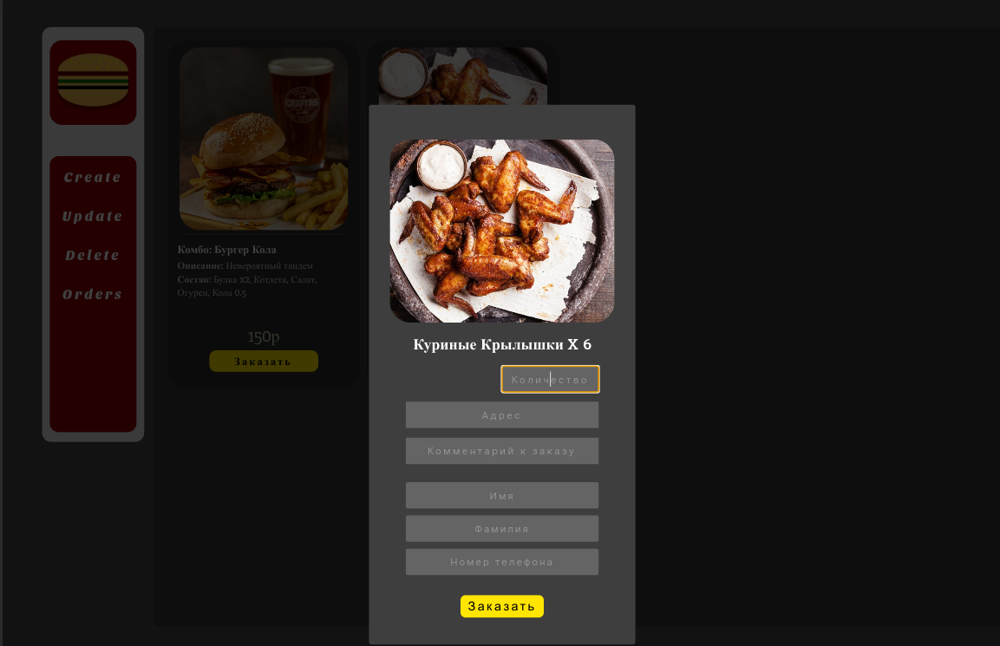 Create
Update
Delete
Orders
Комбо: Бургер Кола
Описание: Невероятный тандем
Состав: Булка X2, Котлета, Салат,
Огурец, Кола 0.5
150р
Заказать
Куриные Крылышки X 6
Количество
Адрес
Комментарий к заказу
Имя
Фамилия
Номер телефона
Заказать